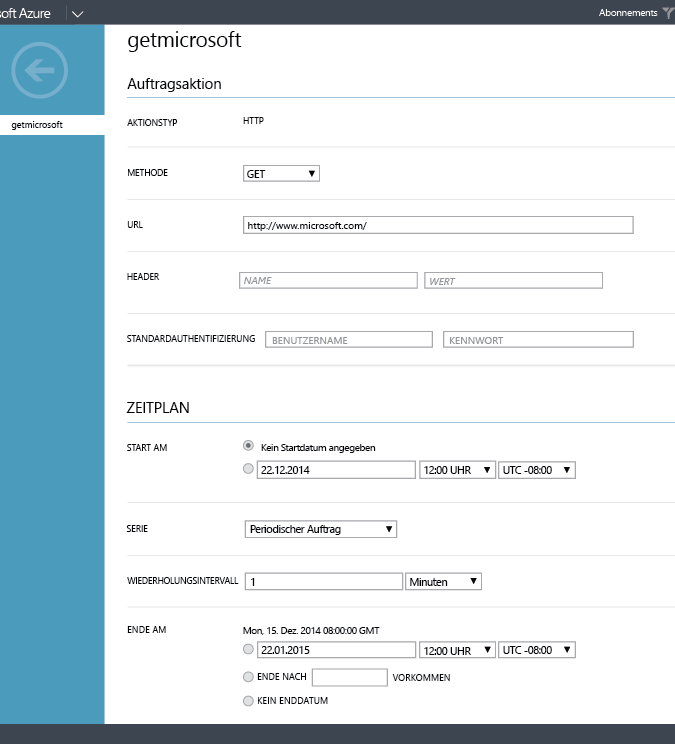 soft Azure
Abonnements
getmicrosoft
getmicrosoft
Auftragsaktion
AKTIONSTYP HTTP
METHODE GET
URL http://www.microsoft.com/
HEADER NAME WERT
STANDARDAUTHENTIFIZIERUNG BENUTZERNAME KENNWORT
ZEITPLAN
START AM Kein Startdatum angegeben
22.12.2014 12:00 UHR UTC -08:00
SERIE Periodischer Auftrag
WIEDERHOLUNGSINTERVALL 1 Minuten
ENDE AM Mon, 15. Dez. 2014 08:00:00 GMT
22.01.2015 12:00 UHR UTC -08:00
ENDE NACH VORKOMMEN
KEIN ENDDATUM